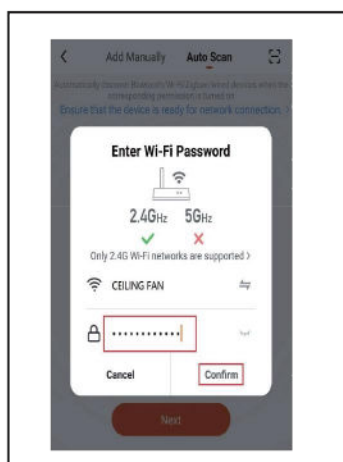 Add Manually Auto Scan
Ensure that the device is ready for network connection. >
Enter Wi-Fi Password
2.4GHz 5GHz
Only 2.4G Wi-Fi networks are supported >
CEILING FAN
••••••••••••
Cancel Confirm
Next